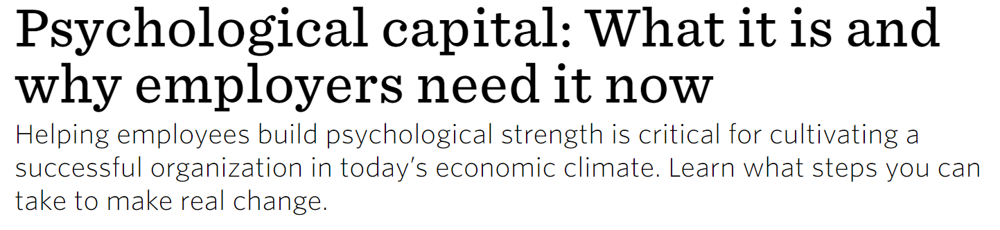 Psychological capital: What it is and
why employers need it now
Helping employees build psychological strength is critical for cultivating a
successful organization in today’s economic climate. Learn what steps you can
take to make real change.